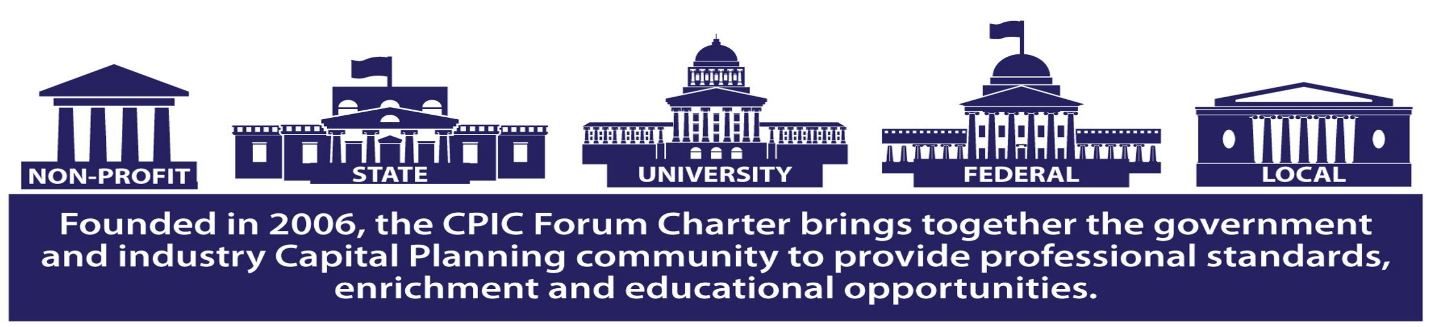 NON-PROFIT
STATE
UNIVERSITY
FEDERAL
LOCAL
Founded in 2006, the CPIC Forum Charter brings together the government
and industry Capital Planning community to provide professional standards,
enrichment and educational opportunities.